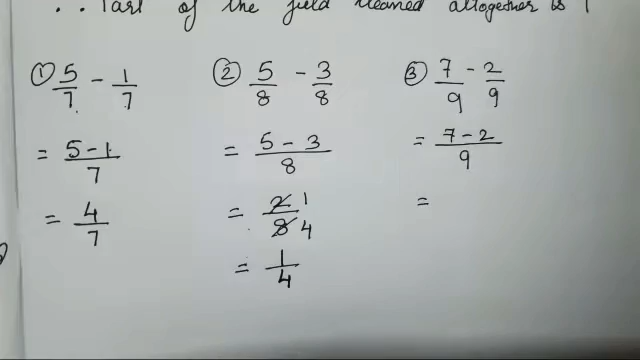 ∴ Part of the field cleaned altogether is
① 5/7 - 1/7
= 5-1/7
= 4/7
② 5/8 - 3/8
= 5-3/8
= 2/8 1/4
= 1/4
③ 7/9 - 2/9
= 7-2/9
=